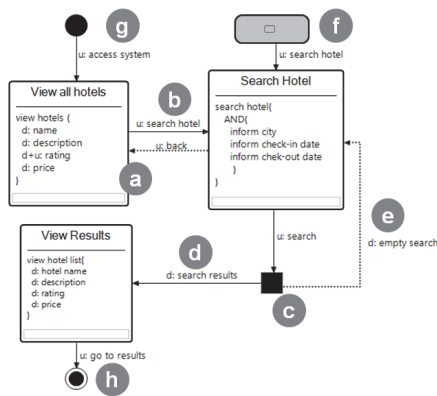 g
f
u: access system
u: search hotel
View all hotels
view hotels {
d: name
d: description
d+u: rating
d: price
}
a
b
u: search hotel
u: back
Search Hotel
search hotel{
AND{
inform city
inform check-in date
inform chek-out date
}
}
e
d: empty search
u: search
View Results
view hotel list{
d: hotel name
d: description
d: rating
d: price
}
d
d: search results
c
u: go to results
h